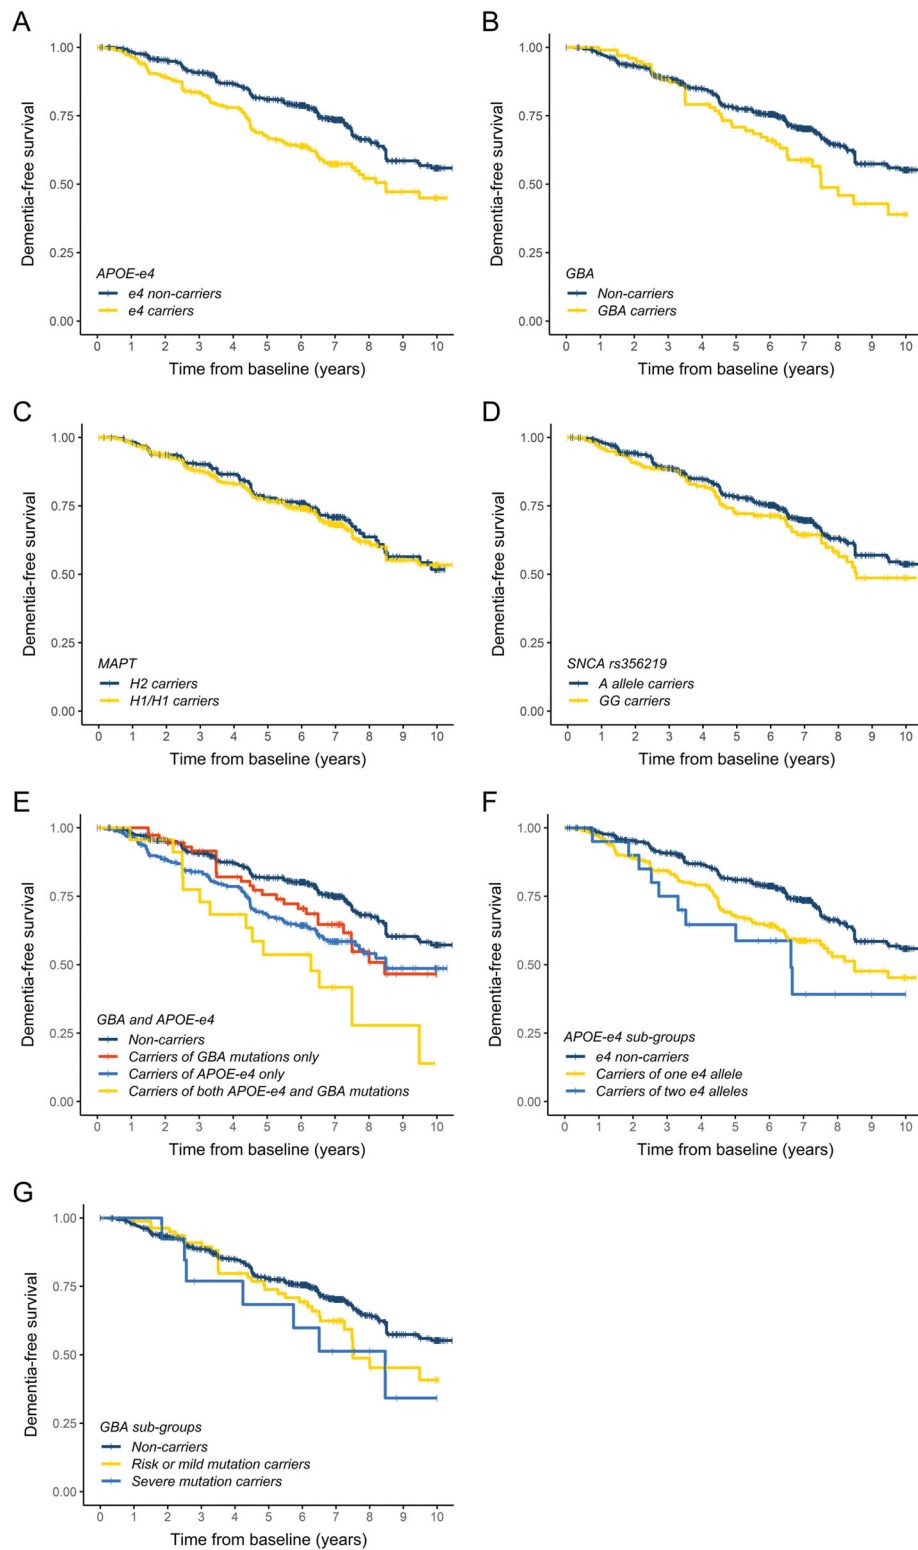 A
Dementia-free survival
1.00
0.75
0.50
0.25
0.00
APOE-e4
e4 non-carriers
e4 carriers
0 1 2 3 4 5 6 7 8 9 10
Time from baseline (years)
B
Dementia-free survival
1.00
0.75
0.50
0.25
0.00
GBA
Non-carriers
GBA carriers
0 1 2 3 4 5 6 7 8 9 10
Time from baseline (years)
C
Dementia-free survival
1.00
0.75
0.50
0.25
0.00
MAPT
H2 carriers
H1/H1 carriers
0 1 2 3 4 5 6 7 8 9 10
Time from baseline (years)
D
Dementia-free survival
1.00
0.75
0.50
0.25
0.00
SNCA rs356219
A allele carriers
GG carriers
0 1 2 3 4 5 6 7 8 9 10
Time from baseline (years)
E
Dementia-free survival
1.00
0.75
0.50
0.25
0.00
GBA and APOE-e4
Non-carriers
Carriers of GBA mutations only
Carriers of APOE-e4 only
Carriers of both APOE-e4 and GBA mutations
0 1 2 3 4 5 6 7 8 9 10
Time from baseline (years)
F
Dementia-free survival
1.00
0.75
0.50
0.25
0.00
APOE-e4 sub-groups
e4 non-carriers
Carriers of one e4 allele
Carriers of two e4 alleles
0 1 2 3 4 5 6 7 8 9 10
Time from baseline (years)
G
Dementia-free survival
1.00
0.75
0.50
0.25
0.00
GBA sub-groups
Non-carriers
Risk or mild mutation carriers
Severe mutation carriers
0 1 2 3 4 5 6 7 8 9 10
Time from baseline (years)